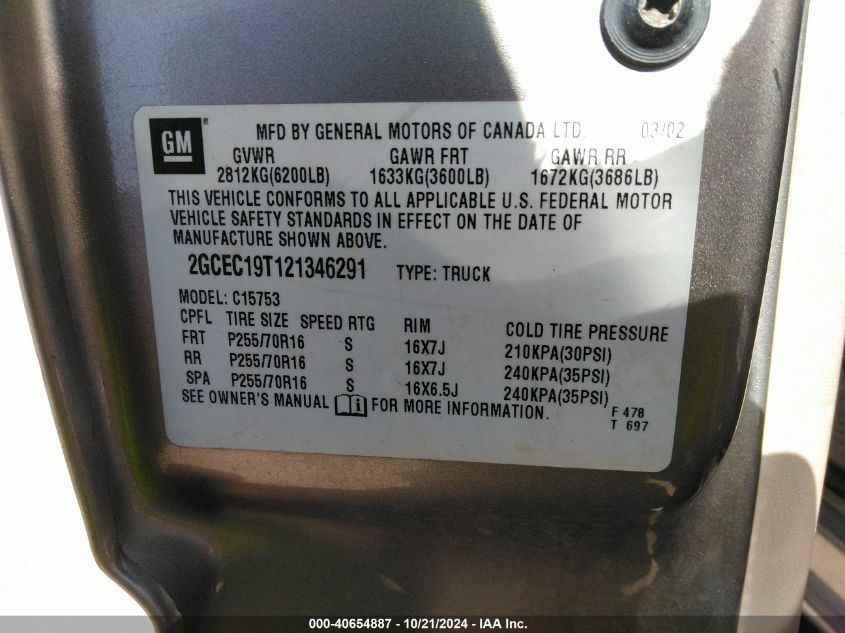 GM ®
MFD BY GENERAL MOTORS OF CANADA LTD. 03/02
GVWR GAWR FRT GAWR RR
2812KG(6200LB) 1633KG(3600LB) 1672KG(3686LB)
THIS VEHICLE CONFORMS TO ALL APPLICABLE U.S. FEDERAL MOTOR
VEHICLE SAFETY STANDARDS IN EFFECT ON THE DATE OF
MANUFACTURE SHOWN ABOVE.
2GCEC19T121346291 TYPE: TRUCK
MODEL: C15753
CPFL TIRE SIZE SPEED RTG RIM COLD TIRE PRESSURE
FRT P255/70R16 S 16X7J 210KPA(30PSI)
RR P255/70R16 S 16X7J 240KPA(35PSI)
SPA P255/70R16 S 16X6.5J 240KPA(35PSI)
SEE OWNER'S MANUAL i FOR MORE INFORMATION.
F 478
T 697
000-40654887 - 10/21/2024 - IAA Inc.